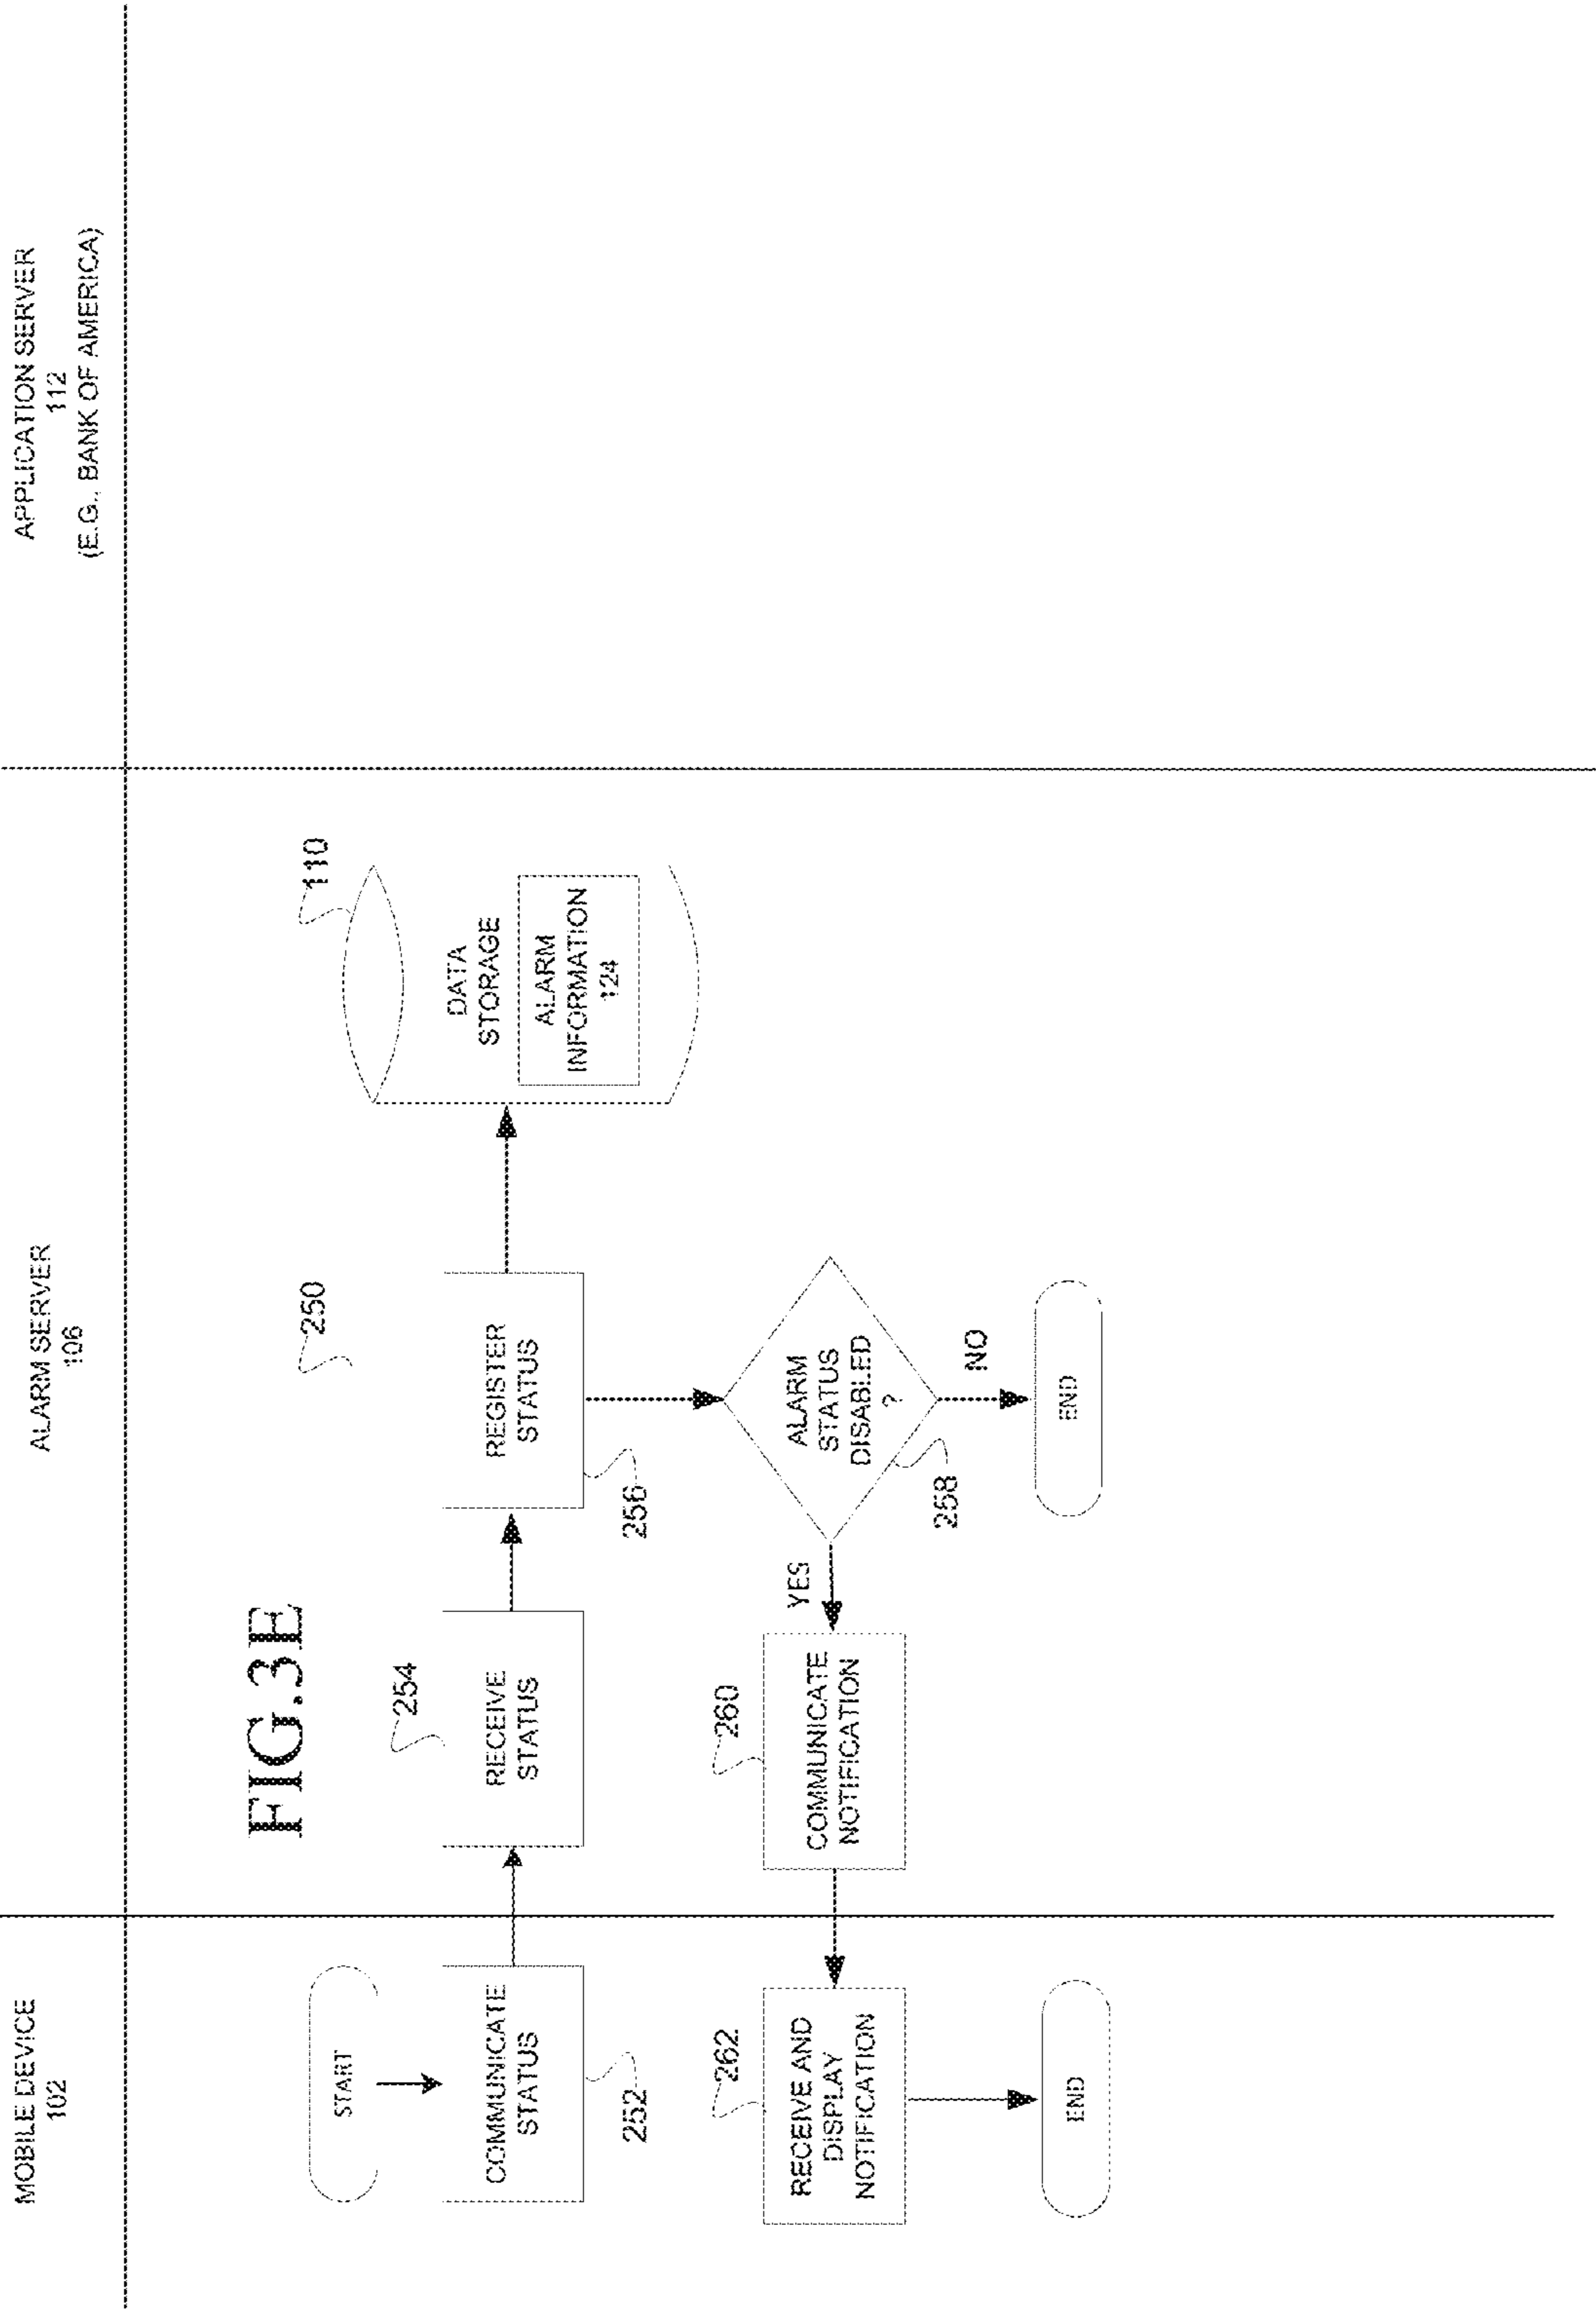 MOBILE DEVICE
102
ALARM SERVER
106
APPLICATION SERVER
112
(E.G., BANK OF AMERICA)
FIG.3E
250
110
START
254
COMMUNICATE
STATUS
RECEIVE
STATUS
REGISTER
STATUS
DATA
STORAGE
ALARM
INFORMATION
124
252
256
262
260
YES
RECEIVE AND
DISPLAY
NOTIFICATION
COMMUNICATE
NOTIFICATION
ALARM
STATUS
DISABLED
?
258
NO
END
END